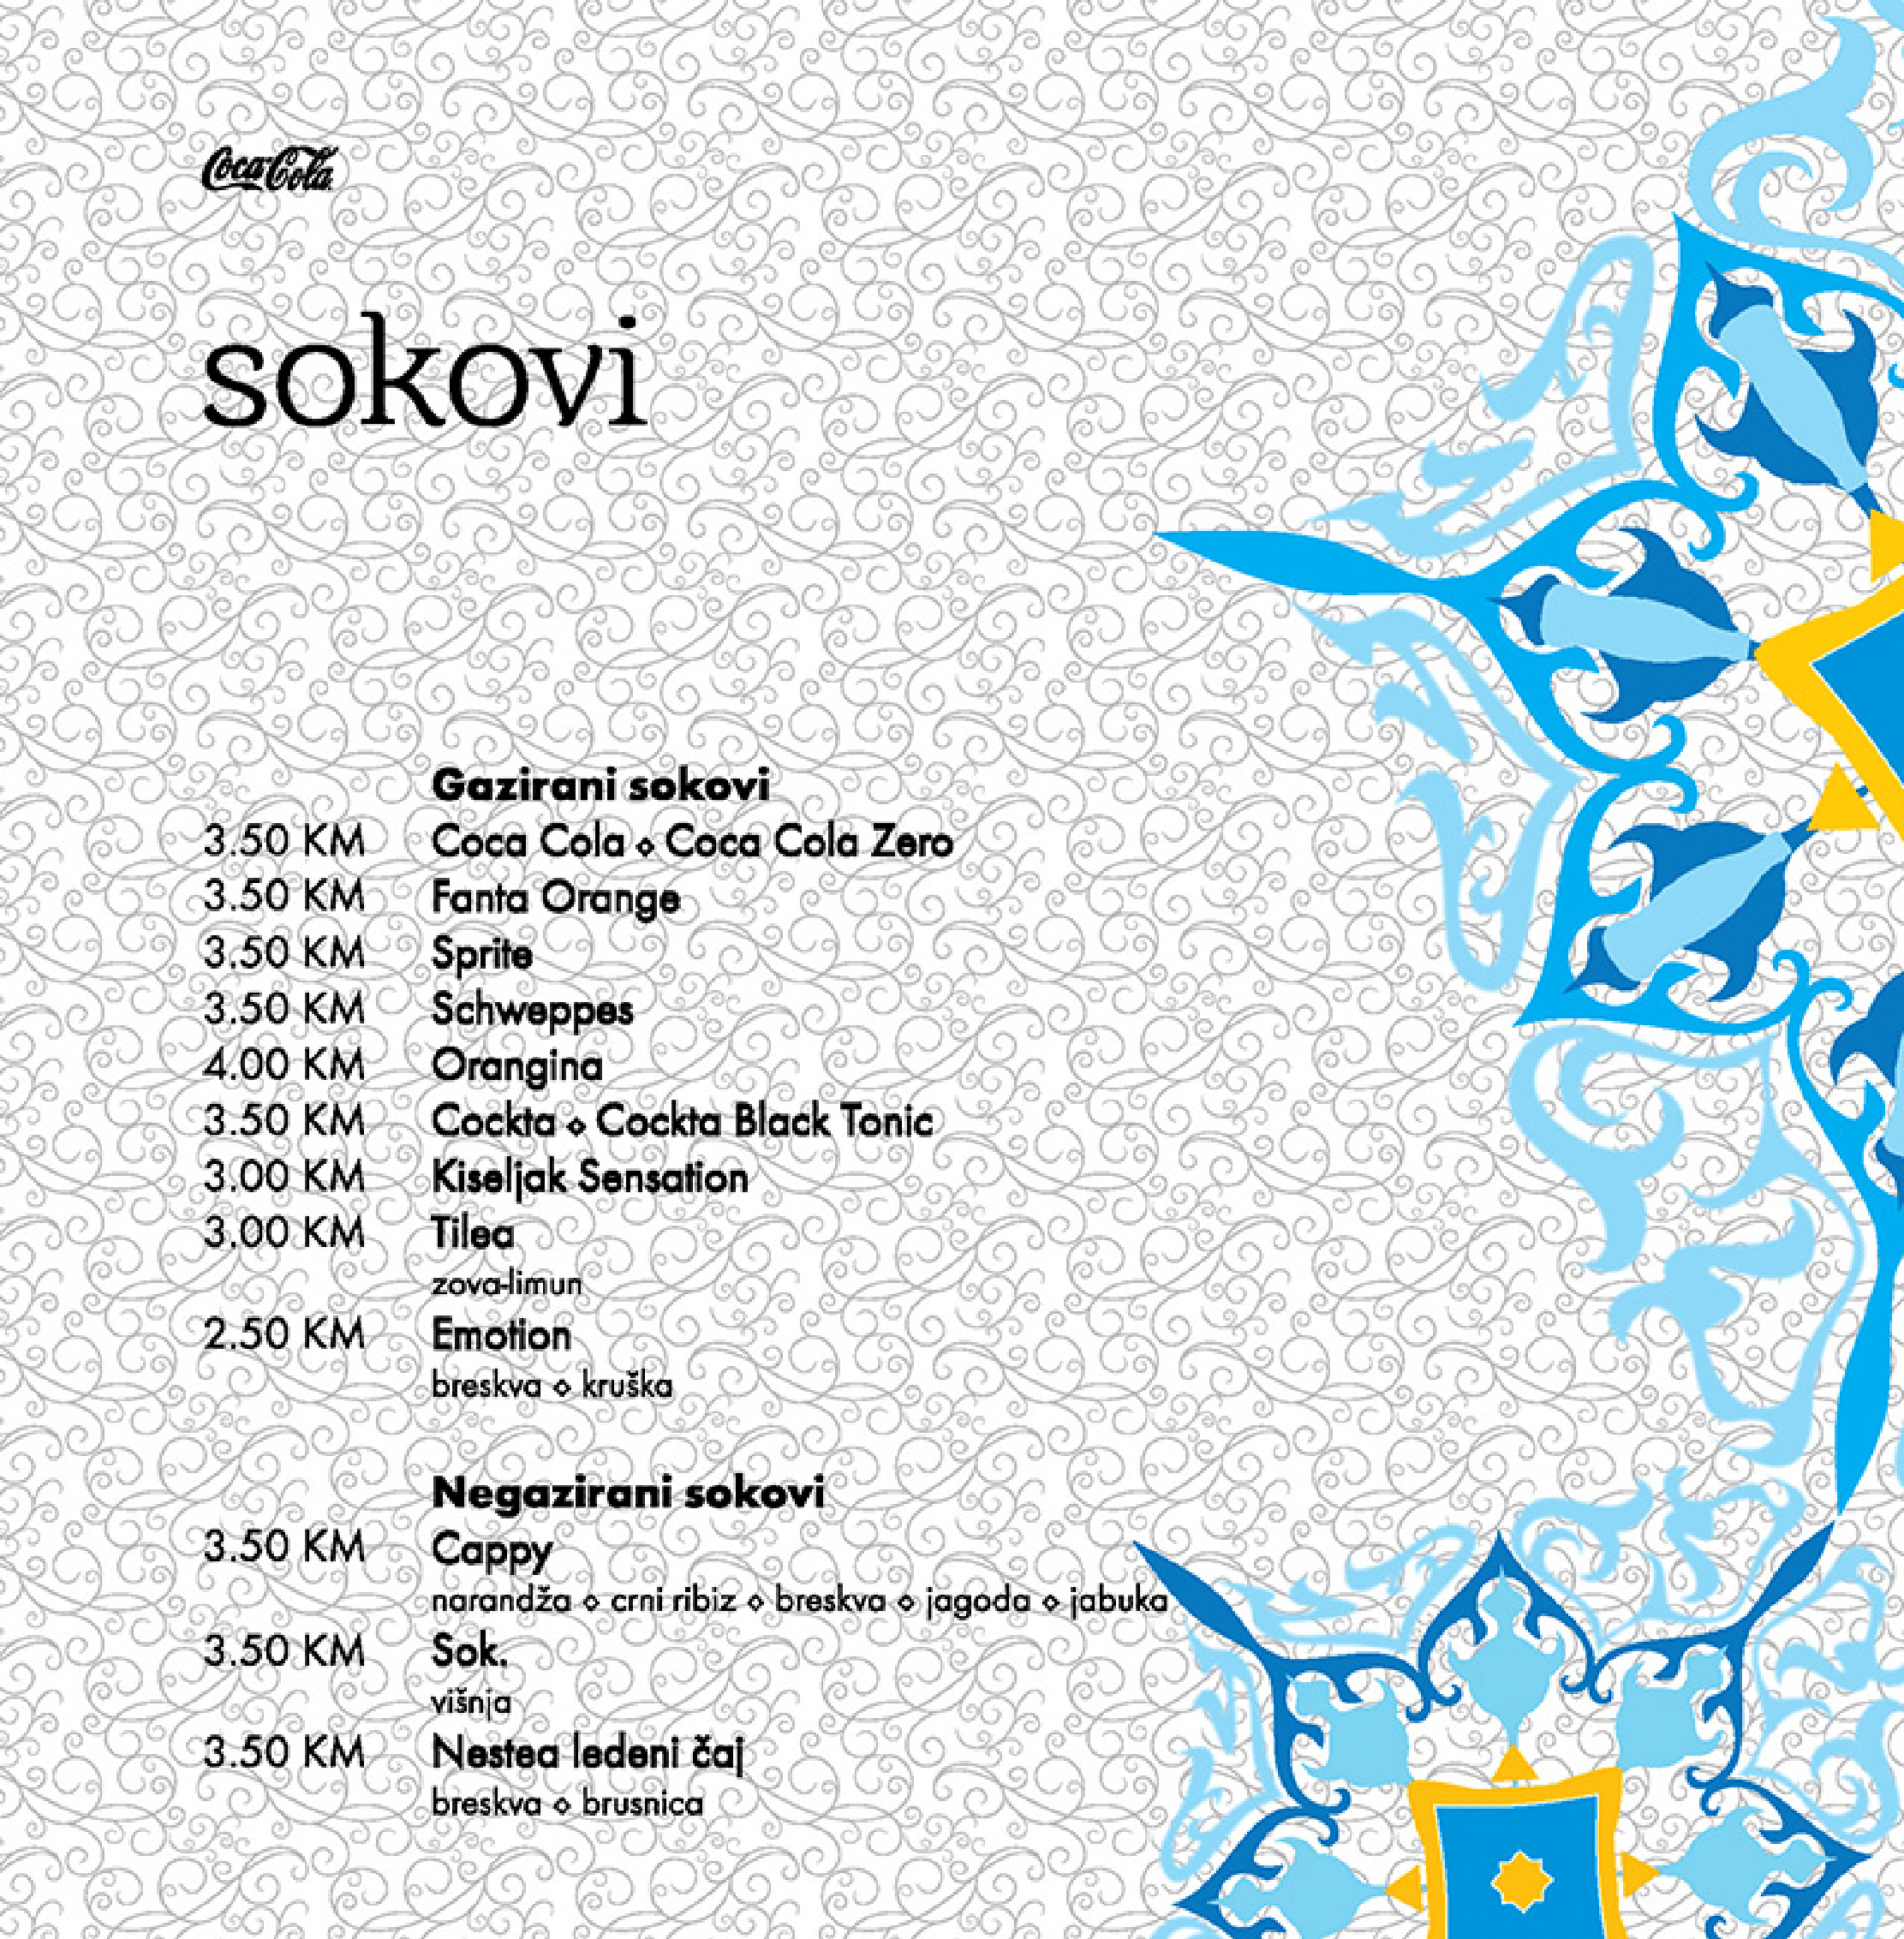 Coca-Cola
sokovi
Gazirani sokovi
3.50 KM Coca Cola ⋄ Coca Cola Zero
3.50 KM Fanta Orange
3.50 KM Sprite
3.50 KM Schweppes
4.00 KM Orangina
3.50 KM Cockta ⋄ Cockta Black Tonic
3.00 KM Kiseljak Sensation
3.00 KM Tilea
zova-limun
2.50 KM Emotion
breskva ⋄ kruška
Negazirani sokovi
3.50 KM Cappy
narandža ⋄ crni ribiz ⋄ breskva ⋄ jagoda ⋄ jabuka
3.50 KM Sok.
višnja
3.50 KM Nestea ledeni čaj
breskva ⋄ brusnica